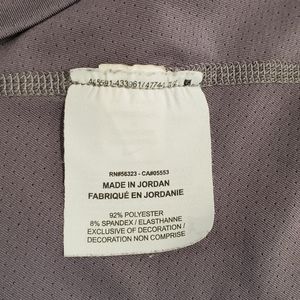 RN#56323 - CA#05553
MADE IN JORDAN
FABRIQUÉ EN JORDANIE
92% POLYESTER
8% SPANDEX / ELASTHANNE
EXCLUSIVE OF DECORATION /
DECORATION NON COMPRISE